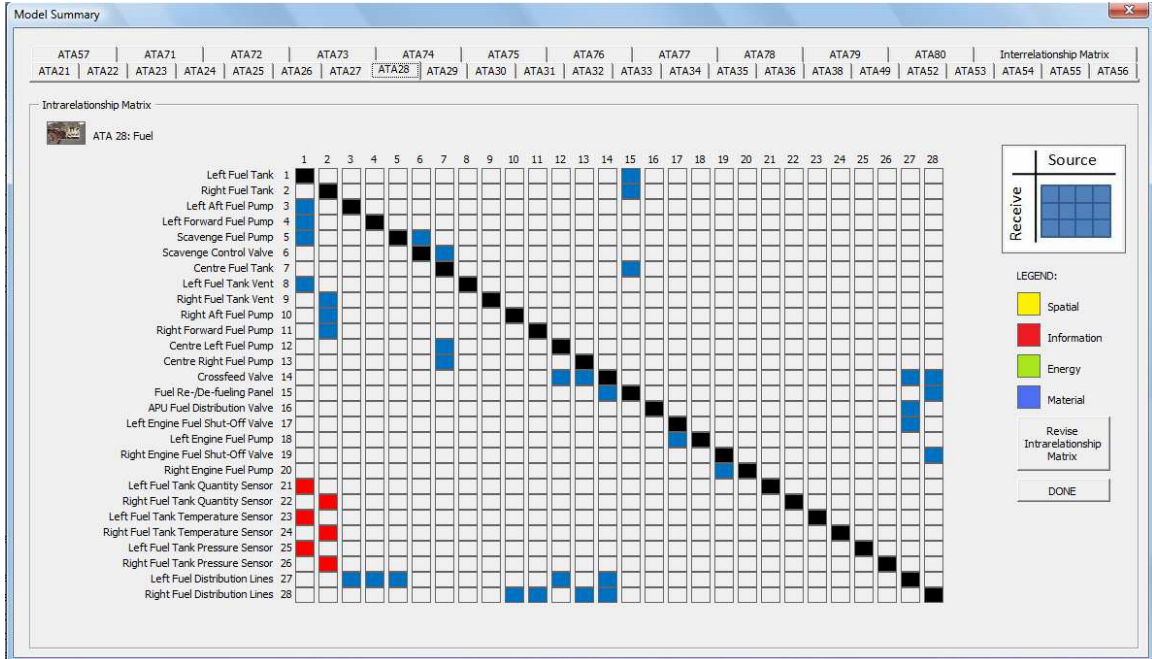 Model Summary
ATA57 ATA71 ATA72 ATA73 ATA74 ATA75 ATA76 ATA77 ATA78 ATA79 ATA80 Interrelationship Matrix
ATA21 ATA22 ATA23 ATA24 ATA25 ATA26 ATA27 ATA28 ATA29 ATA30 ATA31 ATA32 ATA33 ATA34 ATA35 ATA36 ATA38 ATA49 ATA52 ATA53 ATA54 ATA55 ATA56
Intrarelationship Matrix
ATA 28: Fuel
1 2 3 4 5 6 7 8 9 10 11 12 13 14 15 16 17 18 19 20 21 22 23 24 25 26 27 28
Left Fuel Tank 1
Right Fuel Tank 2
Left Aft Fuel Pump 3
Left Forward Fuel Pump 4
Scavenge Fuel Pump 5
Scavenge Control Valve 6
Centre Fuel Tank 7
Left Fuel Tank Vent 8
Right Fuel Tank Vent 9
Right Aft Fuel Pump 10
Right Forward Fuel Pump 11
Centre Left Fuel Pump 12
Centre Right Fuel Pump 13
Crossfeed Valve 14
Fuel Re-/De-fueling Panel 15
APU Fuel Distribution Valve 16
Left Engine Fuel Shut-Off Valve 17
Left Engine Fuel Pump 18
Right Engine Fuel Shut-Off Valve 19
Right Engine Fuel Pump 20
Left Fuel Tank Quantity Sensor 21
Right Fuel Tank Quantity Sensor 22
Left Fuel Tank Temperature Sensor 23
Right Fuel Tank Temperature Sensor 24
Left Fuel Tank Pressure Sensor 25
Right Fuel Tank Pressure Sensor 26
Left Fuel Distribution Lines 27
Right Fuel Distribution Lines 28
Source
Receive
LEGEND:
Spatial
Information
Energy
Material
Revise
Intrarelationship
Matrix
DONE